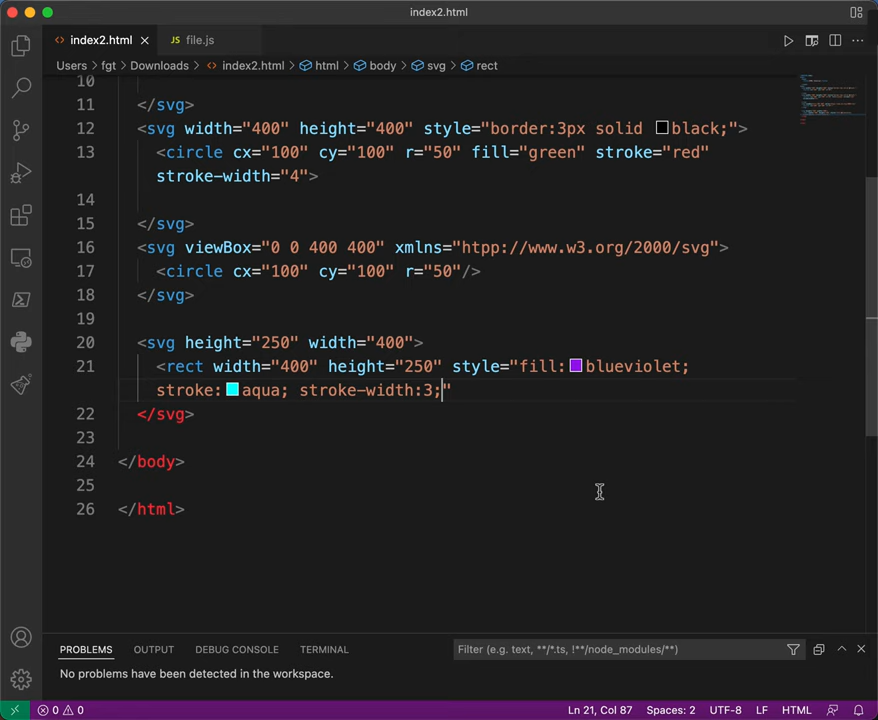 index2.html
<> index2.html × JS file.js
Users > fgt > Downloads > <> index2.html > html > body > svg > rect
10
11 </svg>
12 <svg width="400" height="400" style="border:3px solid black;">
13 <circle cx="100" cy="100" r="50" fill="green" stroke="red"
stroke-width="4">
14
15 </svg>
16 <svg viewBox="0 0 400 400" xmlns="htpp://www.w3.org/2000/svg">
17 <circle cx="100" cy="100" r="50"/>
18 </svg>
19
20 <svg height="250" width="400">
21 <rect width="400" height="250" style="fill:blueviolet;
stroke:aqua; stroke-width:3;"
22 </svg>
23
24 </body>
25
26 </html>
PROBLEMS OUTPUT DEBUG CONSOLE TERMINAL Filter (e.g. text, **/*.ts, !**/node_modules/**)
No problems have been detected in the workspace.
0 0 Ln 21, Col 87 Spaces: 2 UTF-8 LF HTML